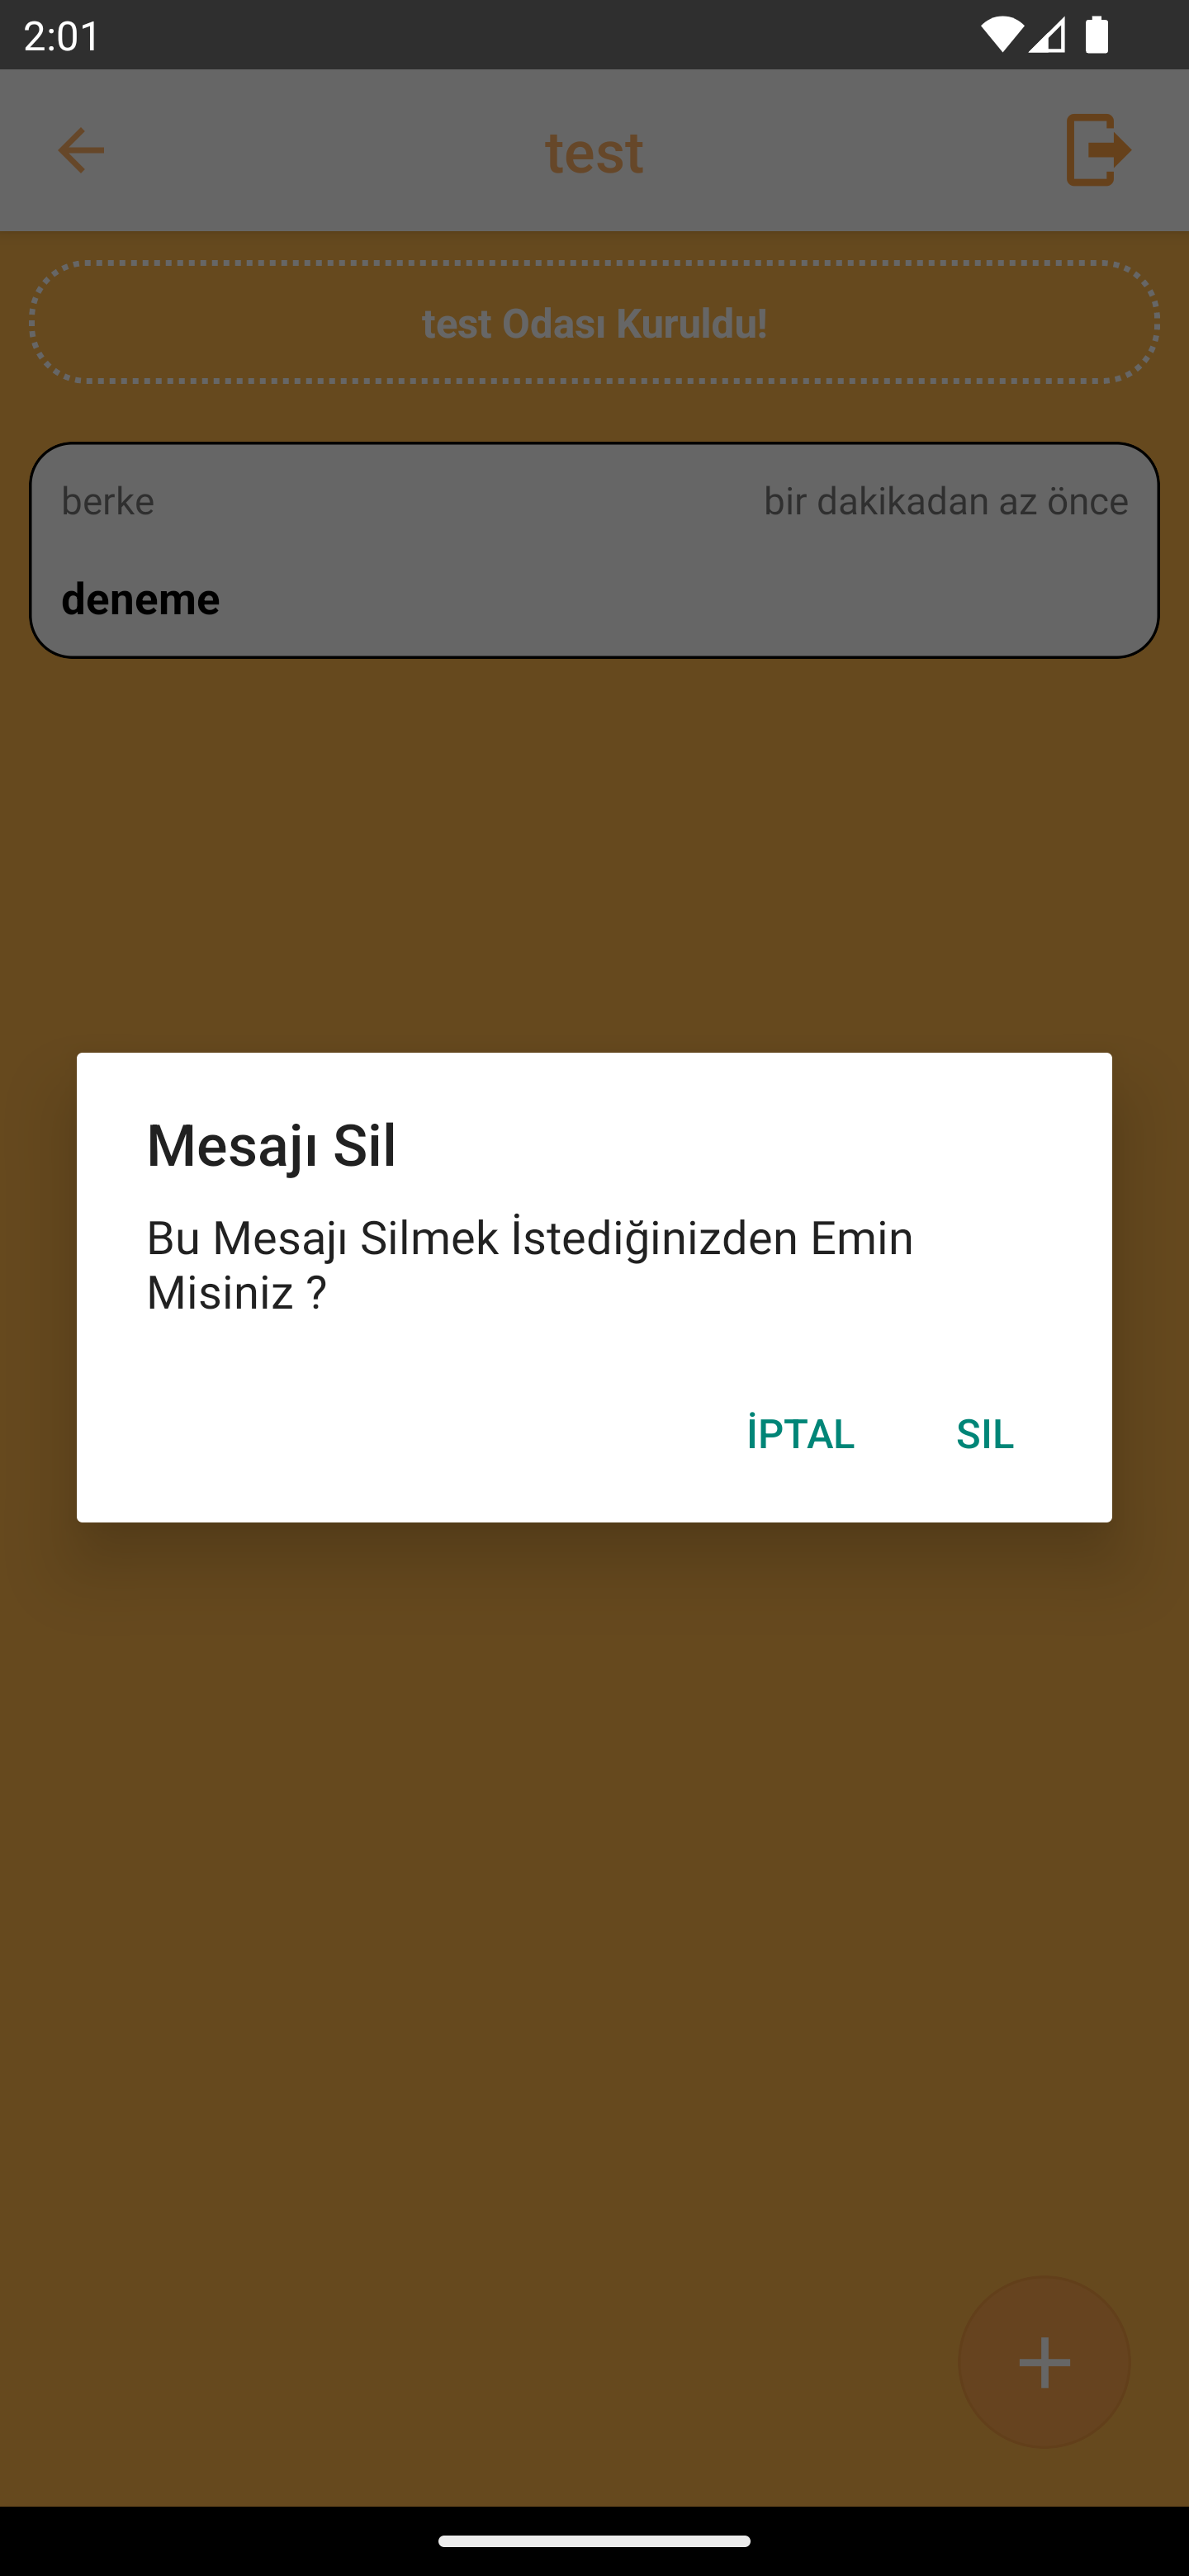 2:01
test
test Odası Kuruldu!
berke
bir dakikadan az önce
deneme
Mesajı Sil
Bu Mesajı Silmek İstediğinizden Emin
Misiniz ?
İPTAL
SIL